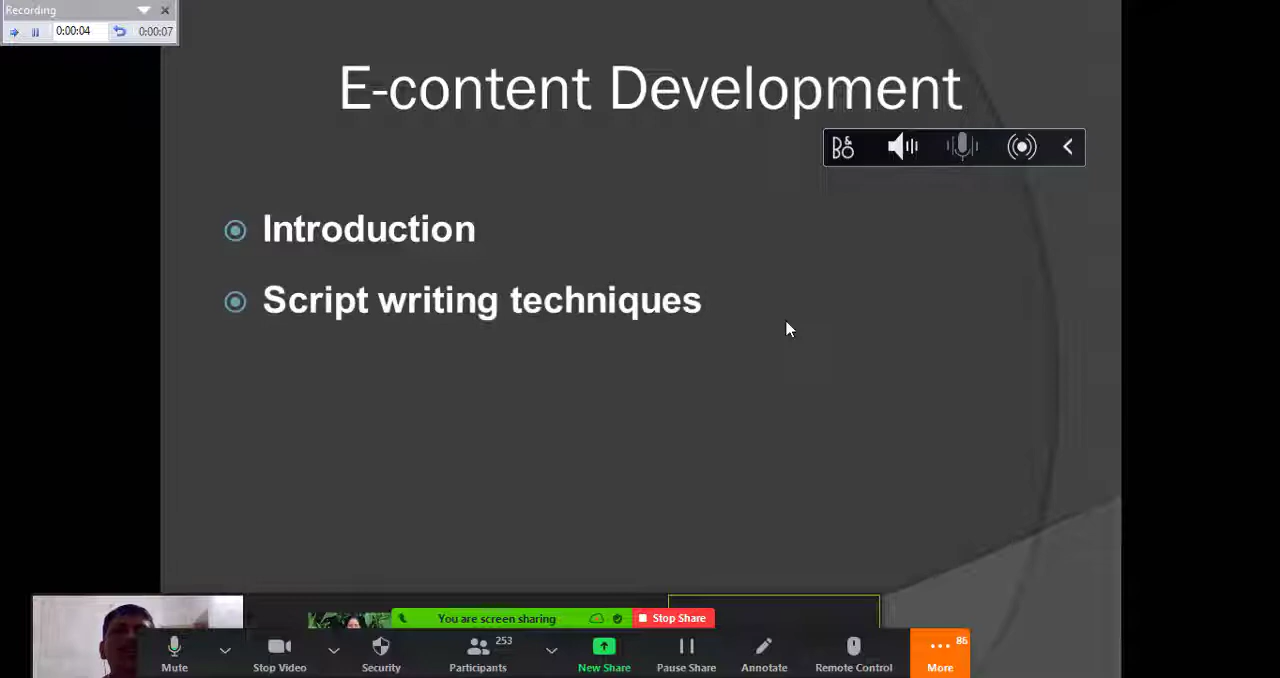 Recording
0:00:04
0:00:07
E-content Development
B&O
Introduction
Script writing techniques
You are screen sharing
Stop Share
253
86
Mute
Stop Video
Security
Participants
New Share
Pause Share
Annotate
Remote Control
More